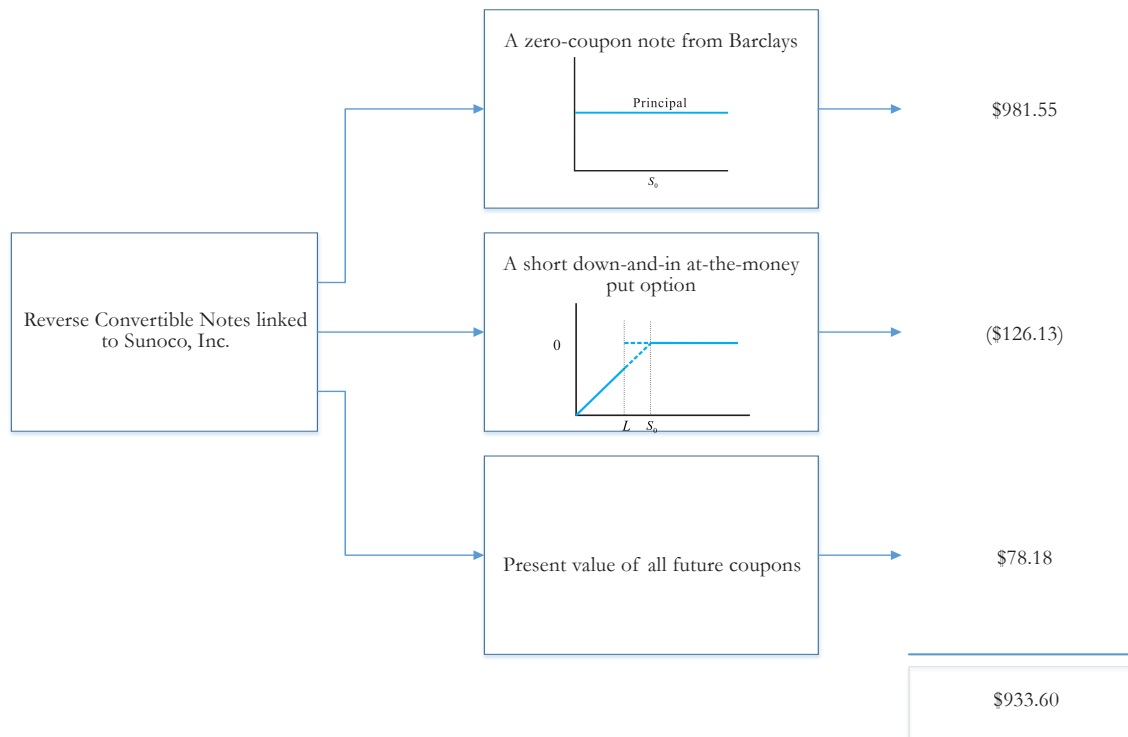 A zero-coupon note from Barclays
Principal
S₀
$981.55
Reverse Convertible Notes linked
to Sunoco, Inc.
A short down-and-in at-the-money
put option
0
L S₀
($126.13)
Present value of all future coupons
$78.18
$933.60